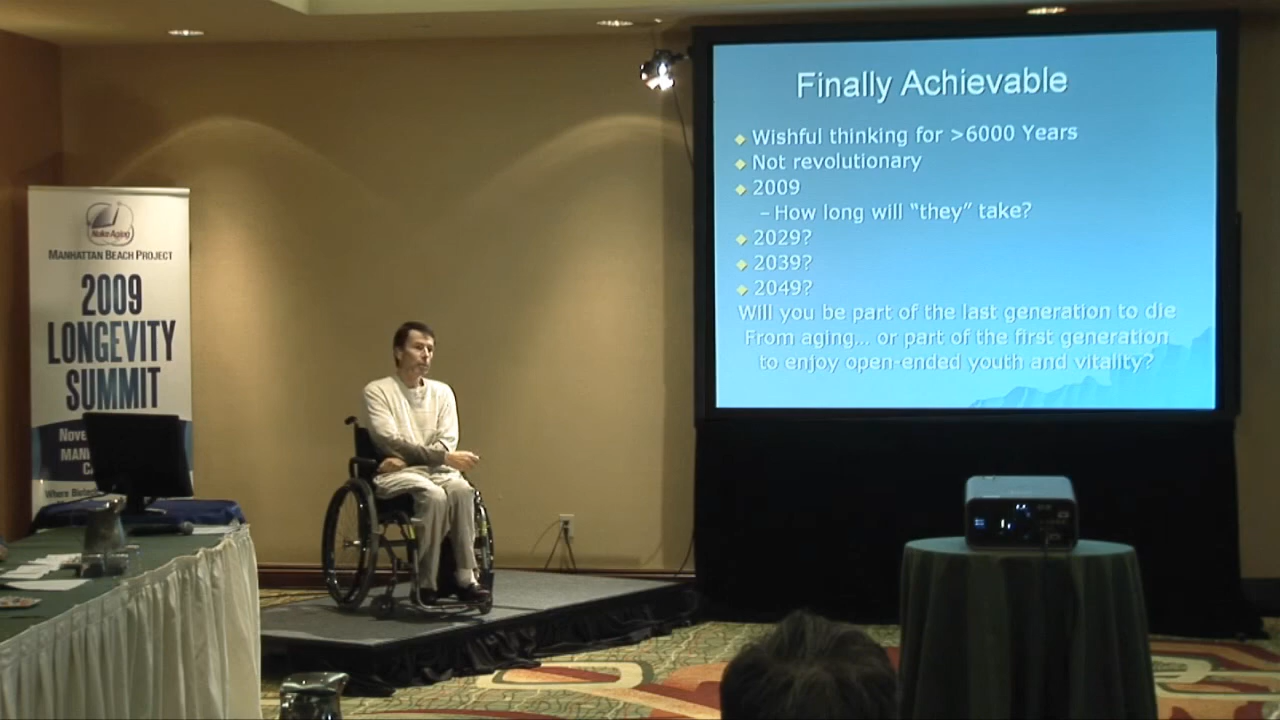 Nuke Aging
MANHATTAN BEACH PROJECT
2009
LONGEVITY
SUMMIT
Finally Achievable
Wishful thinking for >6000 Years
Not revolutionary
2009
–How long will “they” take?
2029?
2039?
2049?
Will you be part of the last generation to die
From aging... or part of the first generation
to enjoy open-ended youth and vitality?